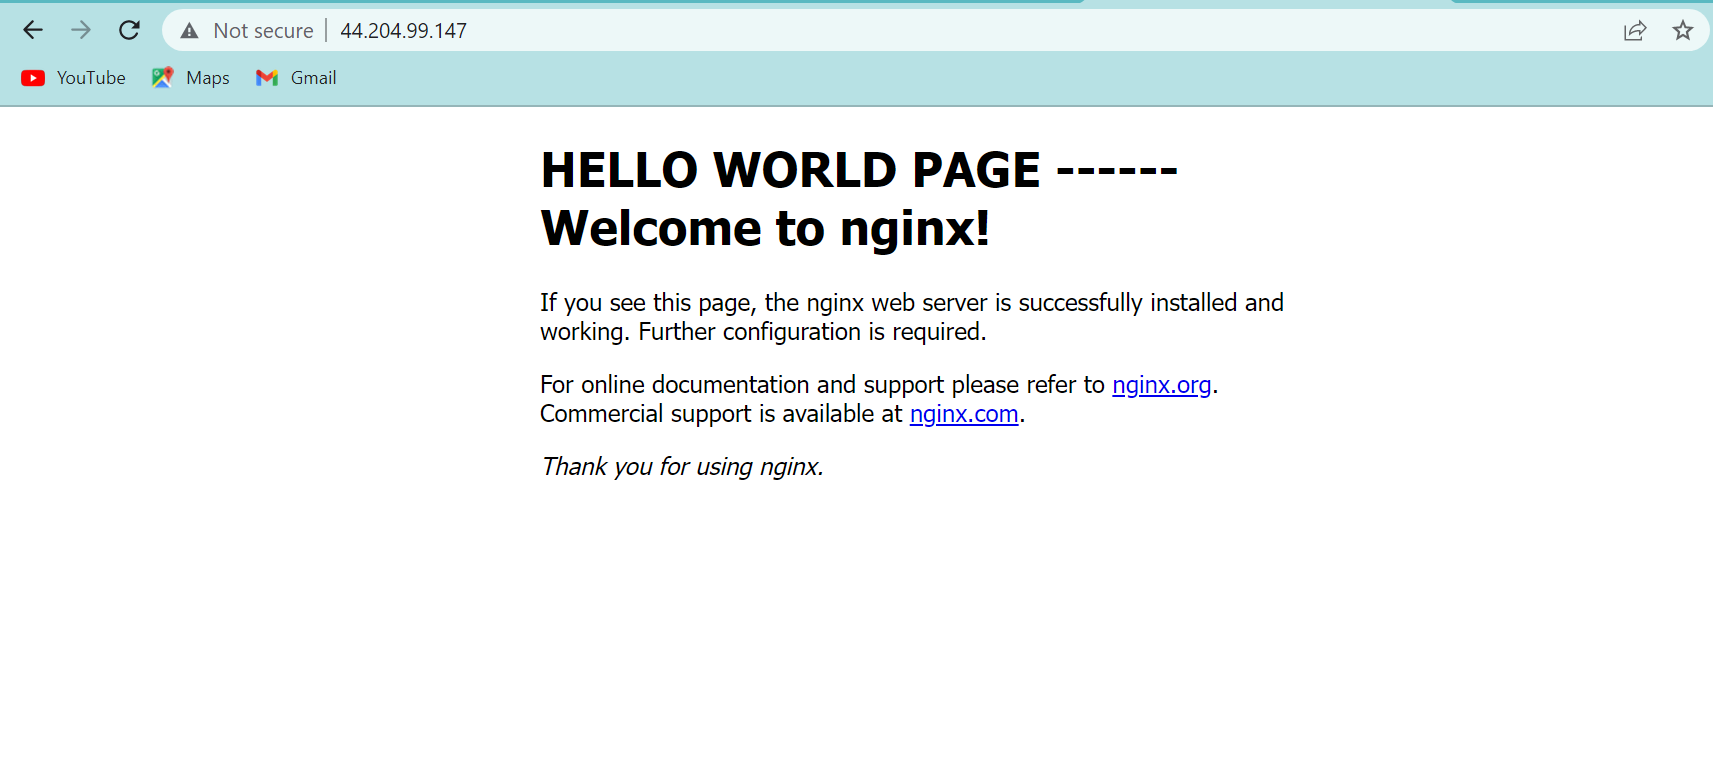 Not secure | 44.204.99.147
YouTube Maps Gmail
HELLO WORLD PAGE ------
Welcome to nginx!
If you see this page, the nginx web server is successfully installed and
working. Further configuration is required.
For online documentation and support please refer to nginx.org.
Commercial support is available at nginx.com.
Thank you for using nginx.